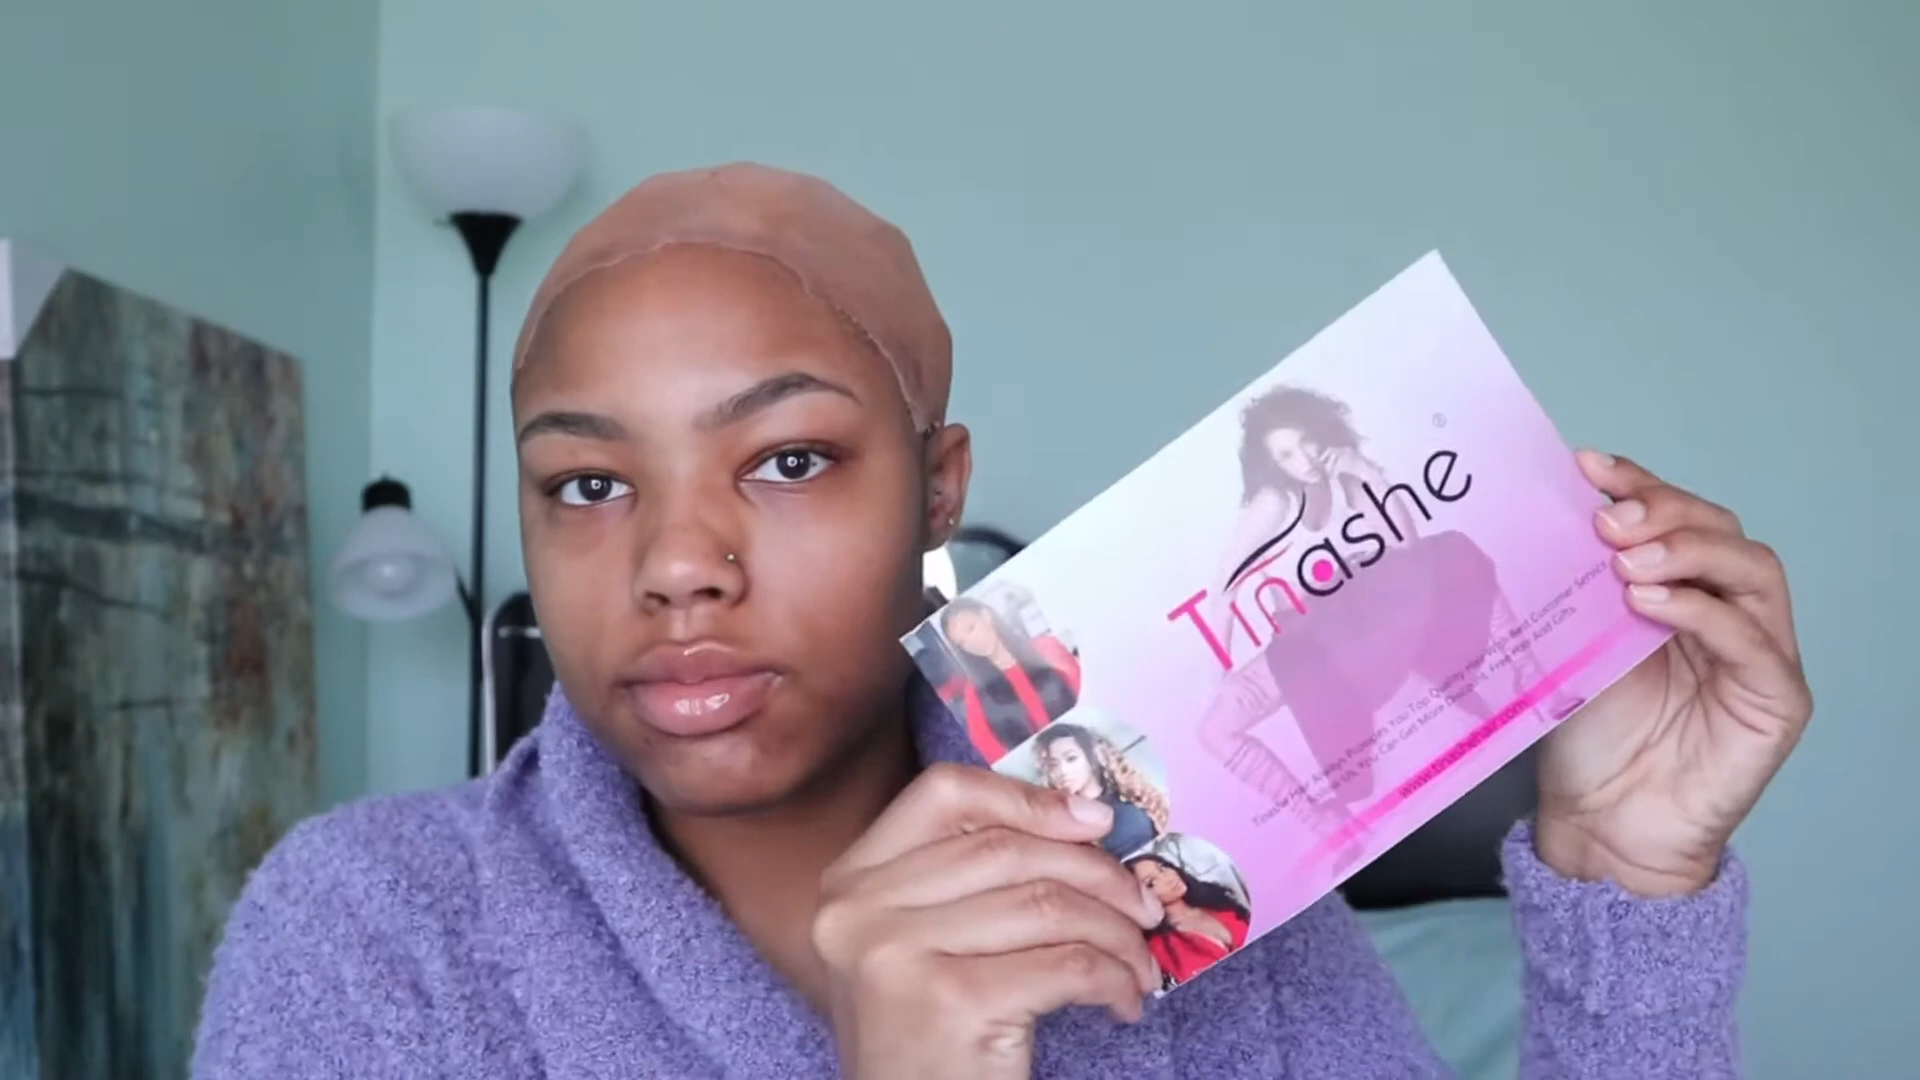 Tinashe
®
Tinashe Hair Always Provides You Top Quality Hair With Best Customer Service
You Can Get More Discount, Free Hair And Gifts
www.tinashehair.com